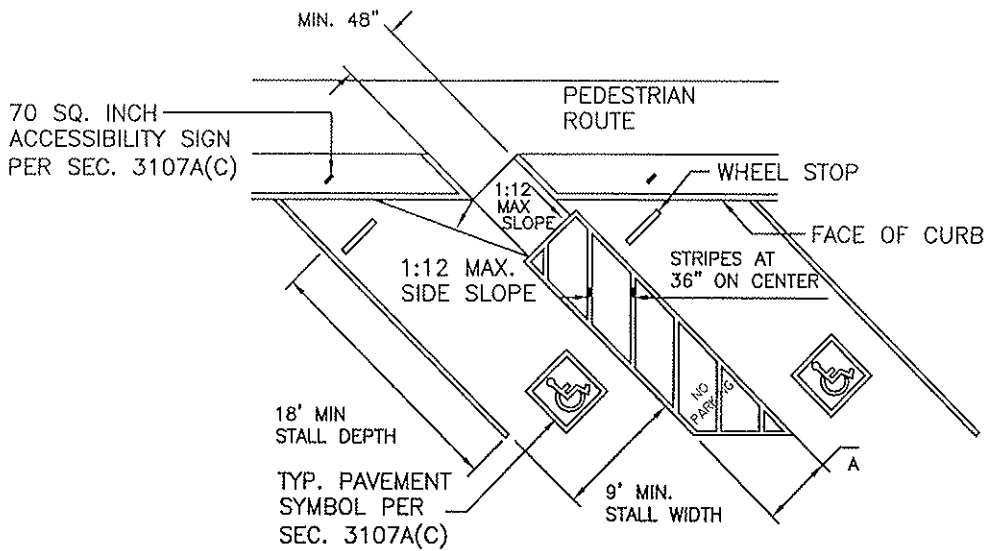 MIN. 48"
70 SQ. INCH
ACCESSIBILITY SIGN
PER SEC. 3107A(C)
PEDESTRIAN
ROUTE
WHEEL STOP
1:12
MAX
SLOPE
FACE OF CURB
1:12 MAX.
SIDE SLOPE
STRIPES AT
36" ON CENTER
18' MIN
STALL DEPTH
NO
PARKING
A
TYP. PAVEMENT
SYMBOL PER
SEC. 3107A(C)
9' MIN.
STALL WIDTH